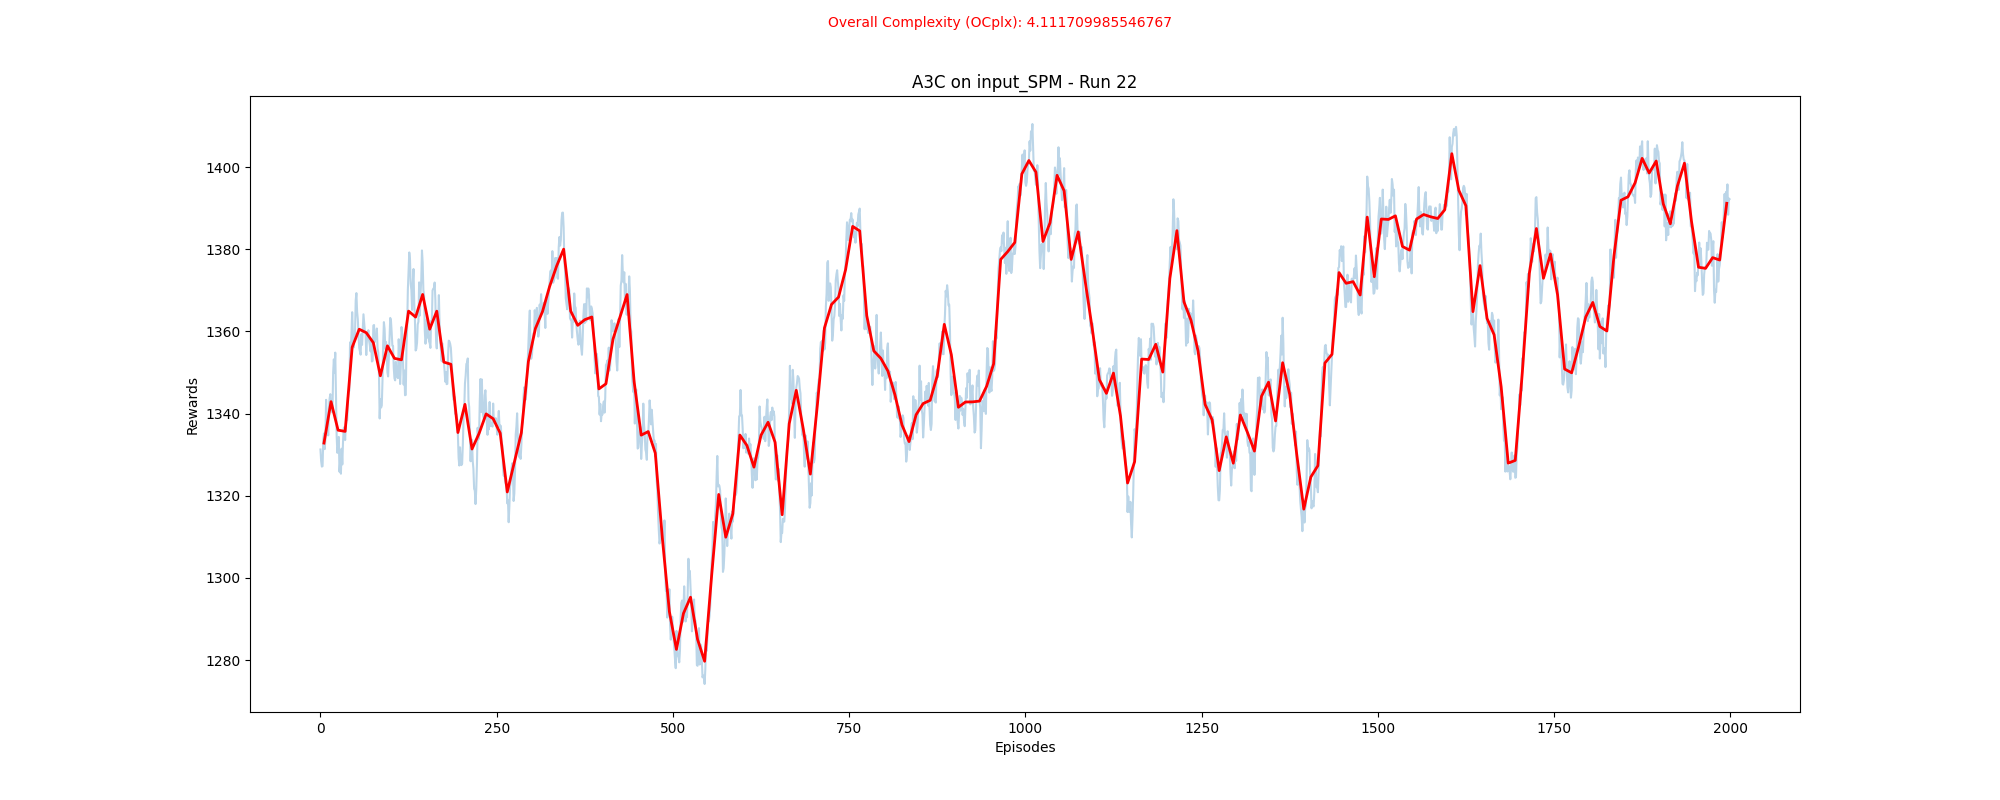 Overall Complexity (OCplx): 4.111709985546767
A3C on input_SPM - Run 22
Rewards
1400
1380
1360
1340
1320
1300
1280
0 250 500 750 1000 1250 1500 1750 2000
Episodes